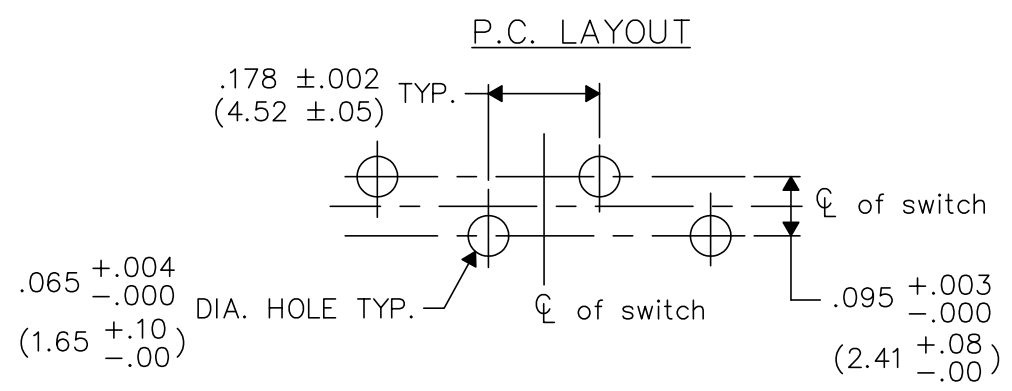 P.C. LAYOUT
.178 ±.002 TYP.
(4.52 ±.05)
℄ of switch
.065 +.004 -.000 DIA. HOLE TYP.
(1.65 +.10 -.00)
℄ of switch
.095 +.003 -.000
(2.41 +.08 -.00)